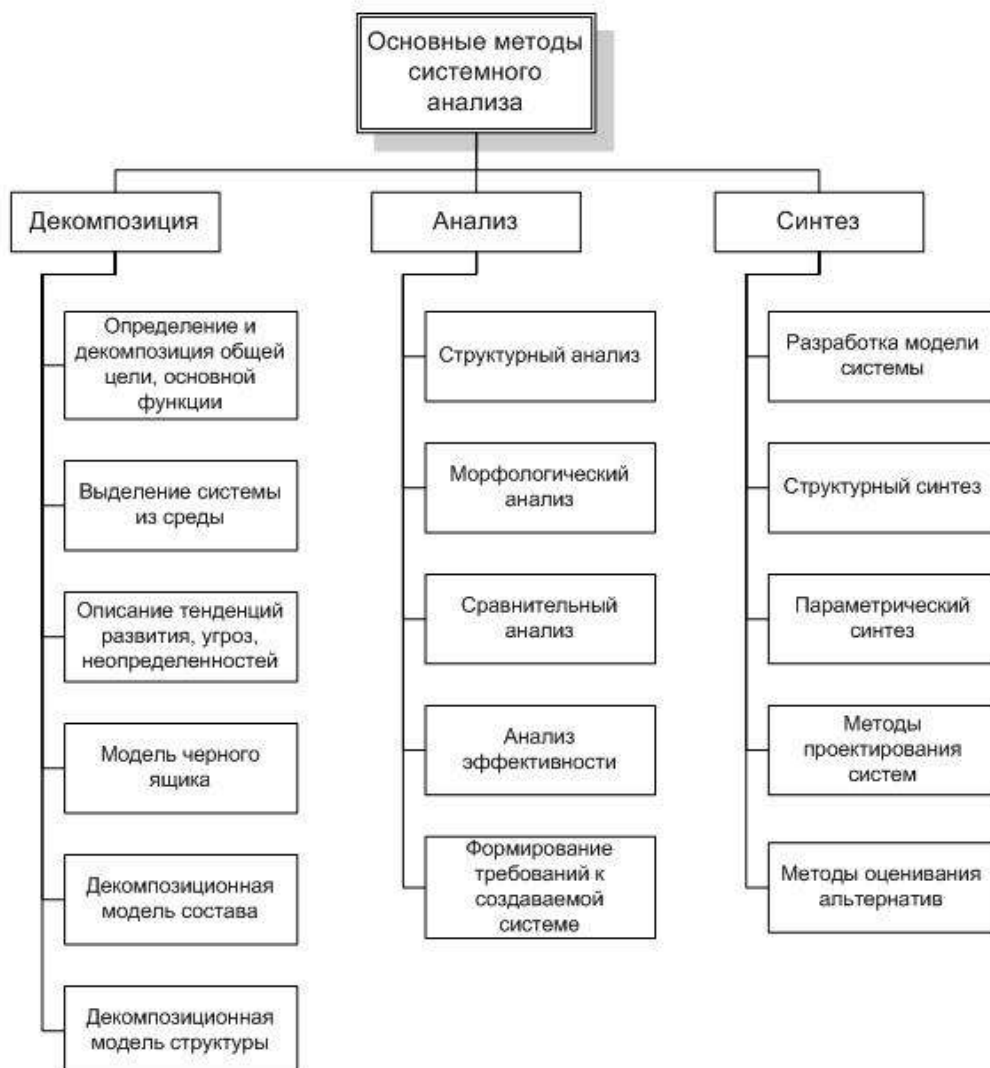 Основные методы
системного
анализа
Декомпозиция
Анализ
Синтез
Определение и
декомпозиция общей
цели, основной
функции
Выделение системы
из среды
Описание тенденций
развития, угроз,
неопределенностей
Модель черного
ящика
Декомпозиционная
модель состава
Декомпозиционная
модель структуры
Структурный анализ
Морфологический
анализ
Сравнительный
анализ
Анализ
эффективности
Формирование
требований к
создаваемой
системе
Разработка модели
системы
Структурный синтез
Параметрический
синтез
Методы
проектирования
систем
Методы оценивания
альтернатив